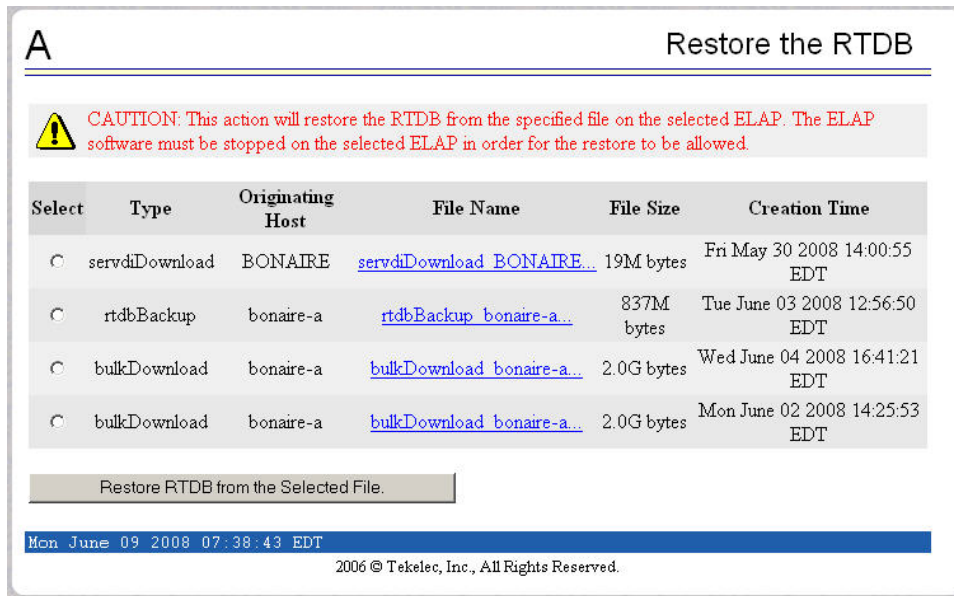 A
Restore the RTDB
CAUTION: This action will restore the RTDB from the specified file on the selected ELAP. The ELAP
software must be stopped on the selected ELAP in order for the restore to be allowed.
Select Type Originating Host File Name File Size Creation Time
servdiDownload BONAIRE servdiDownload_BONAIRE... 19M bytes Fri May 30 2008 14:00:55 EDT
rtdbBackup bonaire-a rtdbBackup_bonaire-a... 837M bytes Tue June 03 2008 12:56:50 EDT
bulkDownload bonaire-a bulkDownload_bonaire-a... 2.0G bytes Wed June 04 2008 16:41:21 EDT
bulkDownload bonaire-a bulkDownload_bonaire-a... 2.0G bytes Mon June 02 2008 14:25:53 EDT
Restore RTDB from the Selected File.
Mon June 09 2008 07:38:43 EDT
2006 © Tekelec, Inc., All Rights Reserved.